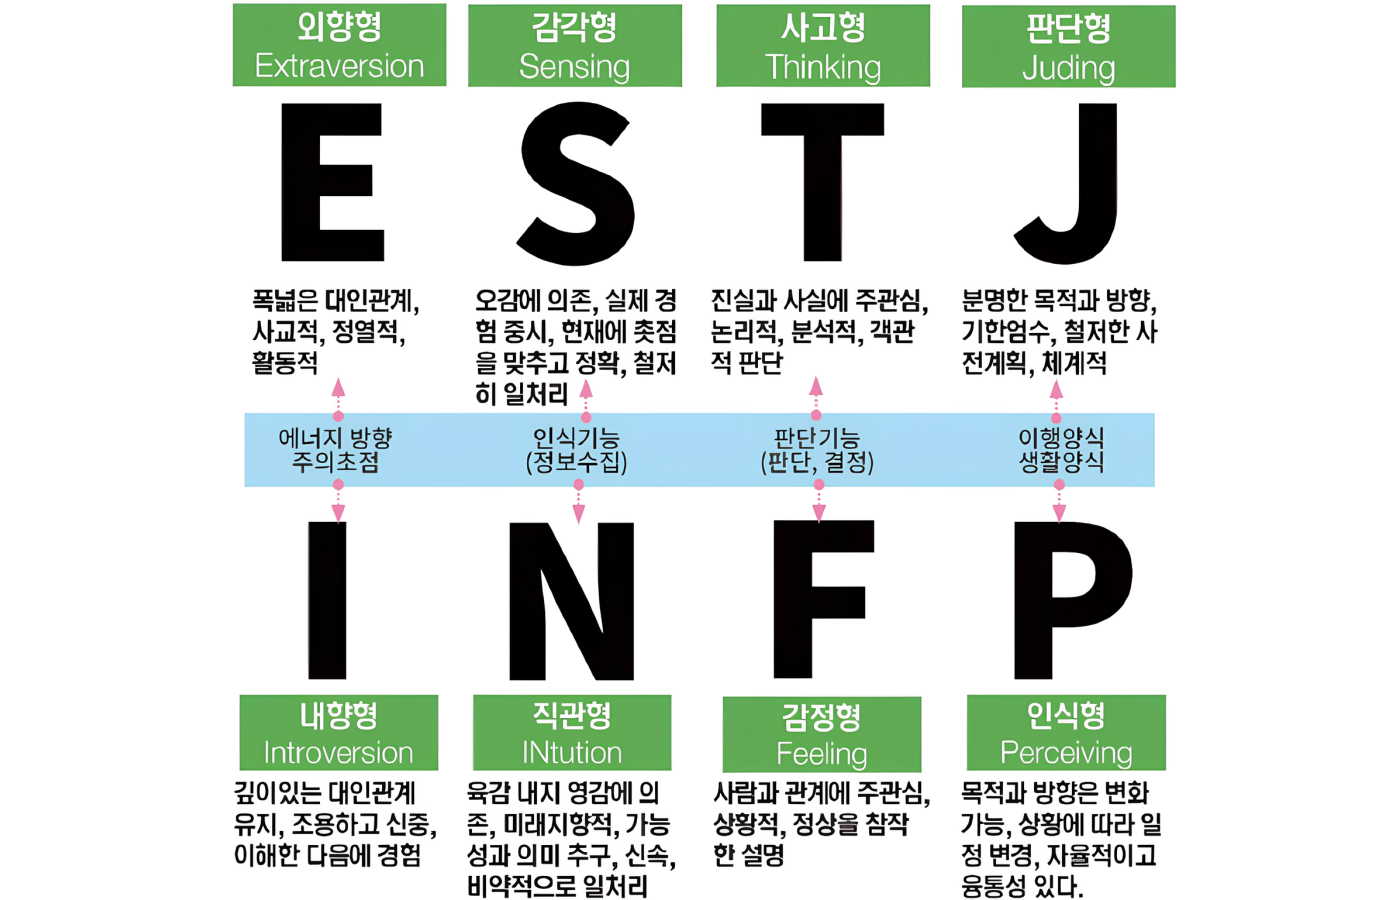 외향형
Extraversion
감각형
Sensing
사고형
Thinking
판단형
Juding
E
S
T
J
폭넓은 대인관계,
사교적, 정열적,
활동적
오감에 의존, 실제 경
험 중시, 현재에 촛점
을 맞추고 정확, 철저
히 일처리
진실과 사실에 주관심,
논리적, 분석적, 객관
적 판단
분명한 목적과 방향,
기한엄수, 철저한 사
전계획, 체계적
에너지 방향
주의초점
인식기능
(정보수집)
판단기능
(판단, 결정)
이행양식
생활양식
I
N
F
P
내향형
Introversion
직관형
INtution
감정형
Feeling
인식형
Perceiving
깊이있는 대인관계
유지, 조용하고 신중,
이해한 다음에 경험
육감 내지 영감에 의
존, 미래지향적, 가능
성과 의미 추구, 신속,
비약적으로 일처리
사람과 관계에 주관심,
상황적, 정상을 참작
한 설명
목적과 방향은 변화
가능, 상황에 따라 일
정 변경, 자율적이고
융통성 있다.